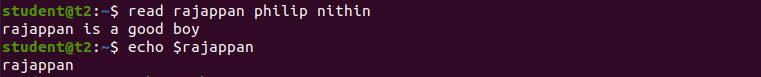 student@t2:~$ read rajappan philip nithin
rajappan is a good boy
student@t2:~$ echo $rajappan
rajappan